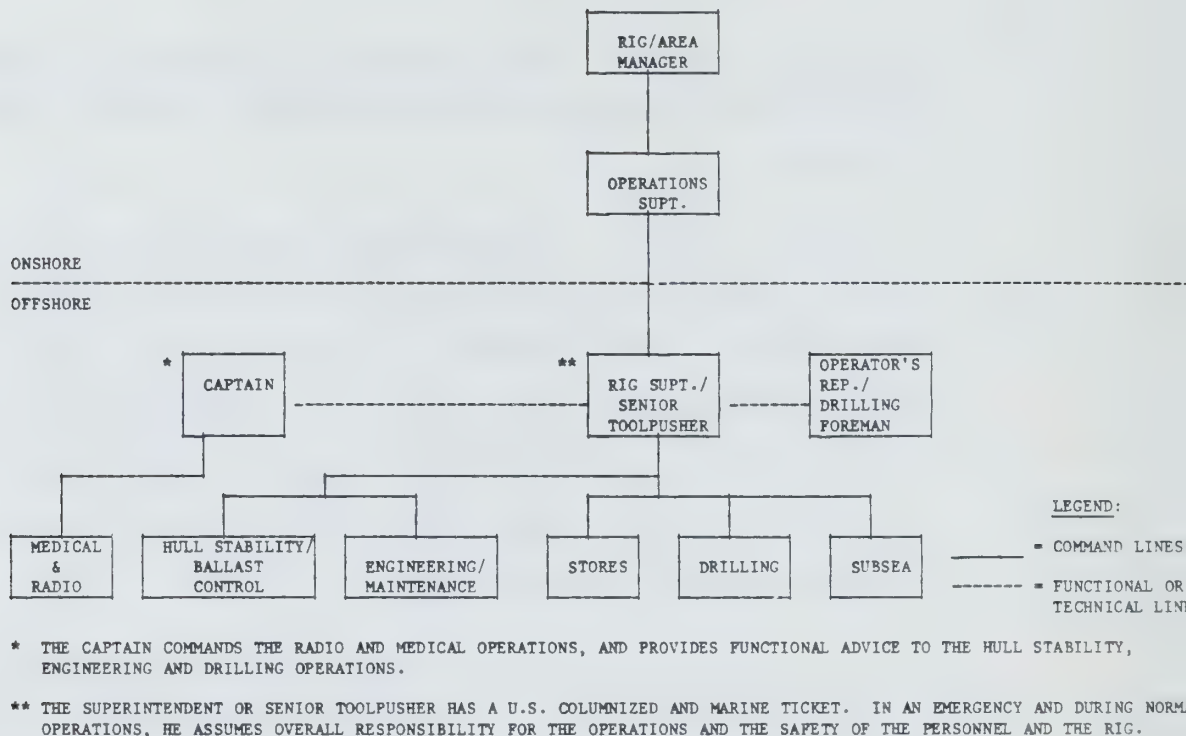 RIG/AREA
MANAGER
OPERATIONS
SUPT.
ONSHORE
OFFSHORE
*
CAPTAIN
**
RIG SUPT./
SENIOR
TOOLPUSHER
OPERATOR'S
REP./
DRILLING
FOREMAN
MEDICAL
&
RADIO
HULL STABILITY/
BALLAST
CONTROL
ENGINEERING/
MAINTENANCE
STORES
DRILLING
SUBSEA
LEGEND:
= COMMAND LINES
= FUNCTIONAL OR
TECHNICAL LINE
* THE CAPTAIN COMMANDS THE RADIO AND MEDICAL OPERATIONS, AND PROVIDES FUNCTIONAL ADVICE TO THE HULL STABILITY,
ENGINEERING AND DRILLING OPERATIONS.
** THE SUPERINTENDENT OR SENIOR TOOLPUSHER HAS A U.S. COLUMNIZED AND MARINE TICKET. IN AN EMERGENCY AND DURING NORMA
OPERATIONS, HE ASSUMES OVERALL RESPONSIBILITY FOR THE OPERATIONS AND THE SAFETY OF THE PERSONNEL AND THE RIG.